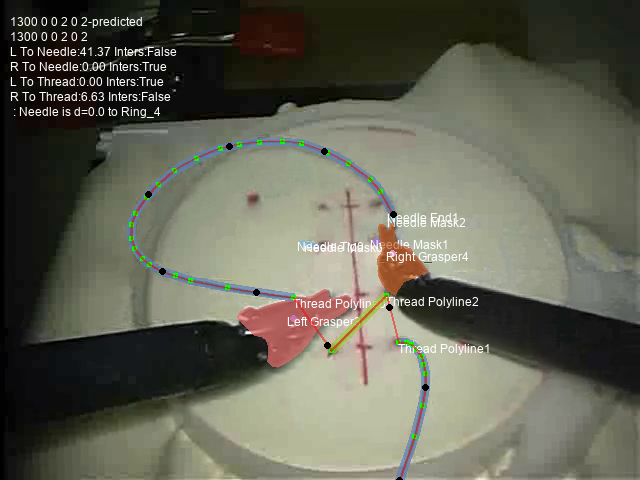 1300 0 0 2 0 2-predicted
1300 0 0 2 0 2
L To Needle:41.37 Inters:False
R To Needle:0.00 Inters:True
L To Thread:0.00 Inters:True
R To Thread:6.63 Inters:False
: Needle is d=0.0 to Ring_4
Needle End1
Needle Mask2
Needle Mask1
Right Grasper4
Thread Polyline2
Left Grasper
Thread Polyline1